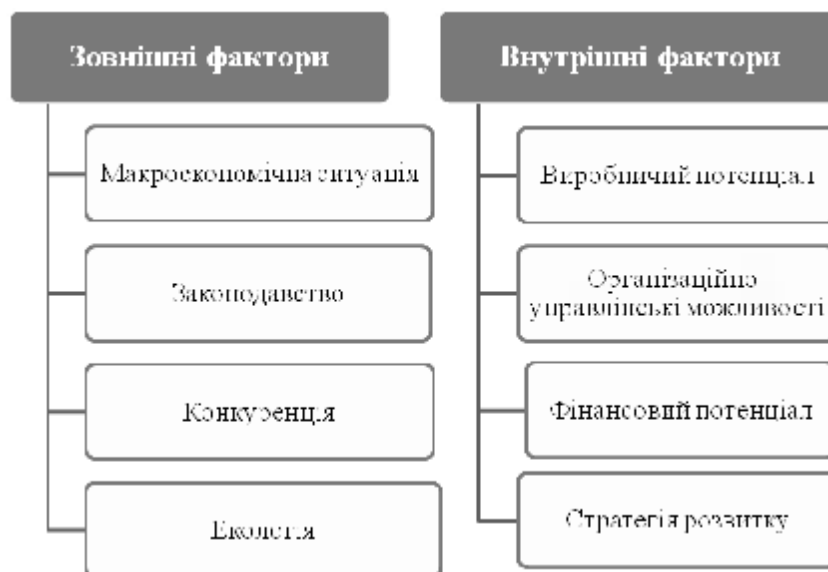 Зовнішні фактори
Макроекономічна ситуація
Законодавство
Конкуренція
Екологія
Внутрішні фактори
Виробничий потенціал
Організаційно
управлінські можливості
Фінансовий потенціал
Стратегія розвитку